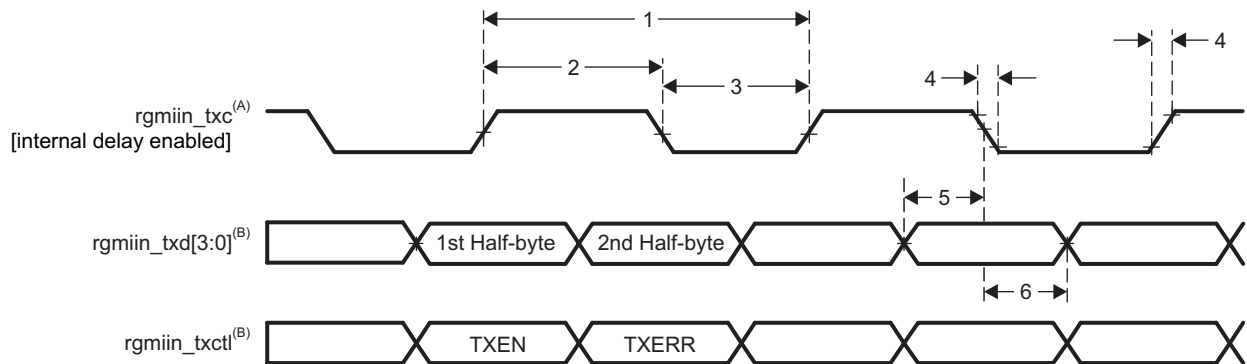 1
4
2
4
3
rgmiin_txc(A)
[internal delay enabled]
5
rgmiin_txd[3:0](B)
1st Half-byte
2nd Half-byte
6
rgmiin_txctl(B)
TXEN
TXERR